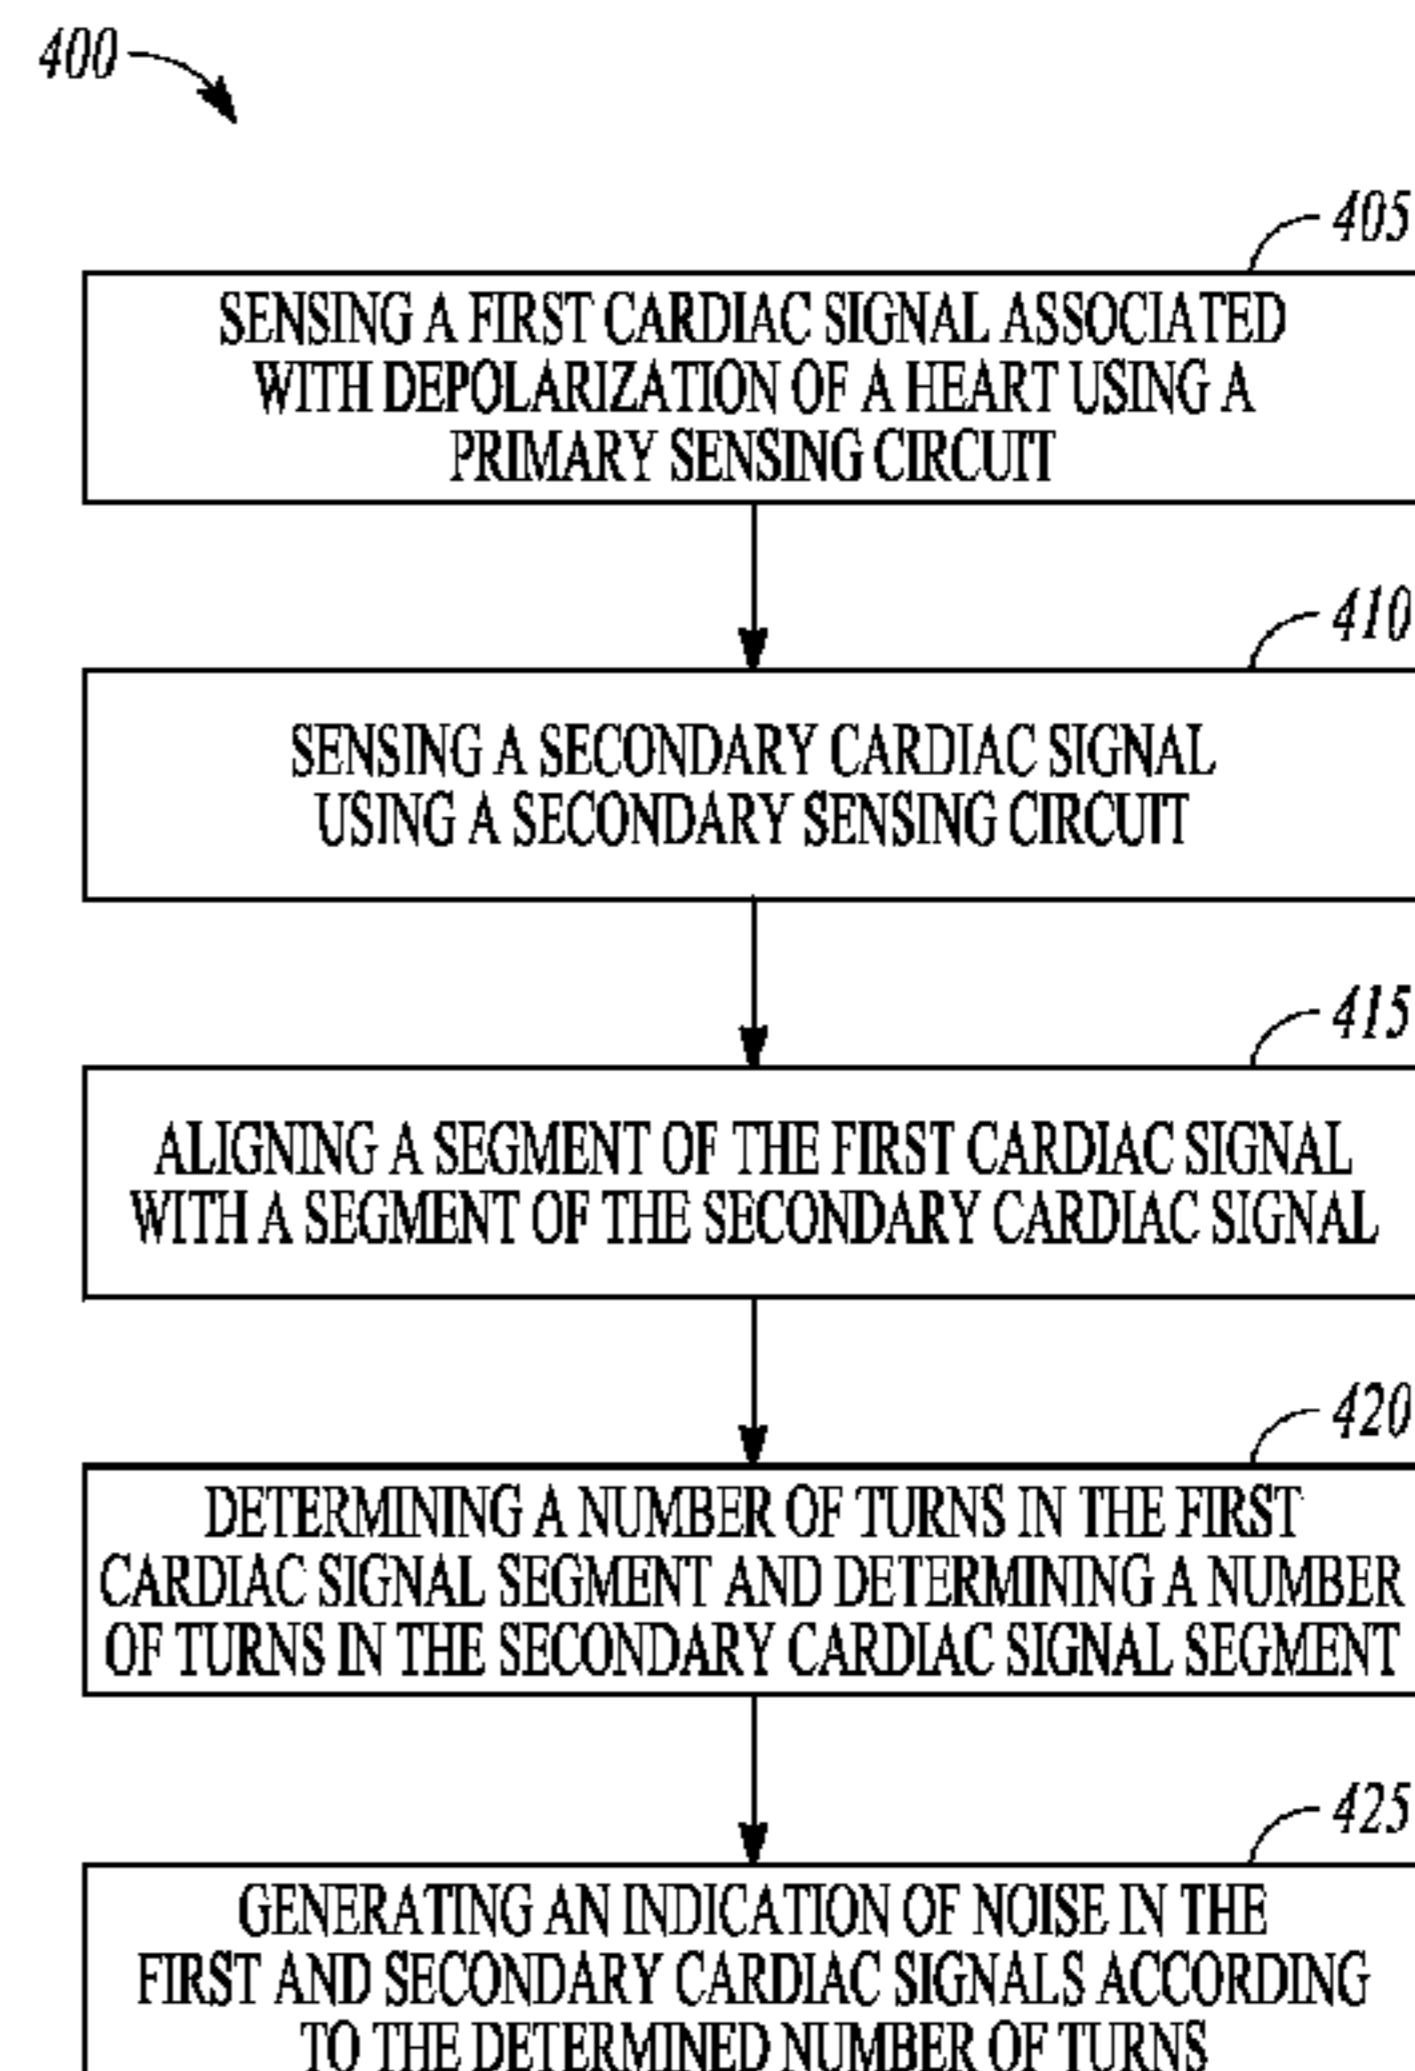 400
405
SENSING A FIRST CARDIAC SIGNAL ASSOCIATED
WITH DEPOLARIZATION OF A HEART USING A
PRIMARY SENSING CIRCUIT
410
SENSING A SECONDARY CARDIAC SIGNAL
USING A SECONDARY SENSING CIRCUIT
415
ALIGNING A SEGMENT OF THE FIRST CARDIAC SIGNAL
WITH A SEGMENT OF THE SECONDARY CARDIAC SIGNAL
420
DETERMINING A NUMBER OF TURNS IN THE FIRST
CARDIAC SIGNAL SEGMENT AND DETERMINING A NUMBER
OF TURNS IN THE SECONDARY CARDIAC SIGNAL SEGMENT
425
GENERATING AN INDICATION OF NOISE IN THE
FIRST AND SECONDARY CARDIAC SIGNALS ACCORDING
TO THE DETERMINED NUMBER OF TURNS